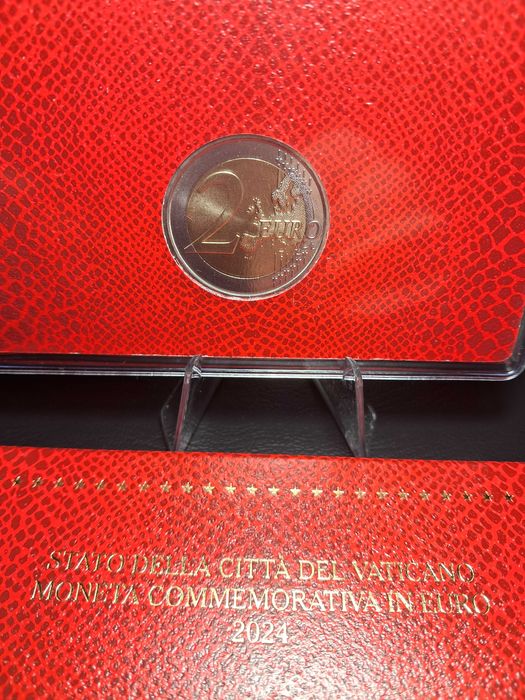 2 EURO
STATO DELLA CITTÀ DEL VATICANO
MONETA COMMEMORATIVA IN EURO
2024